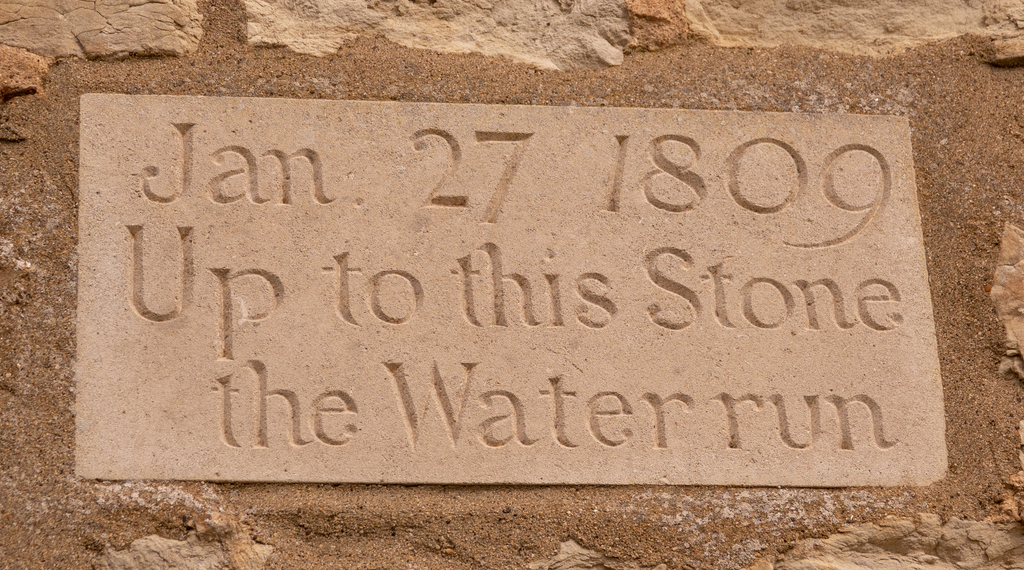 Jan. 27 1809
Up to this Stone
the Water run